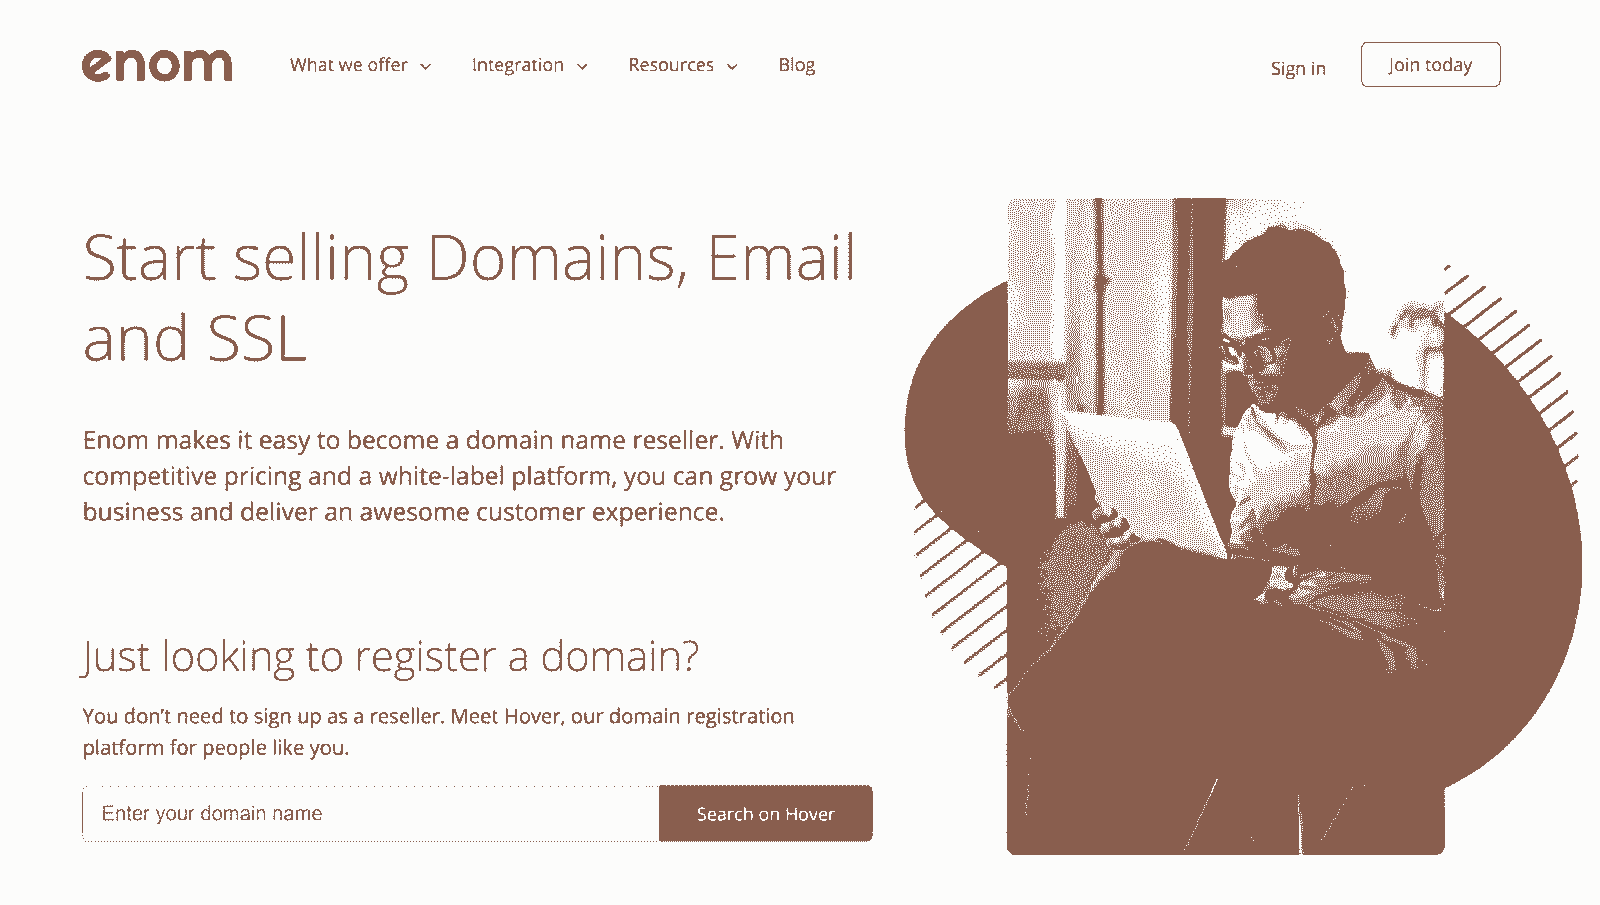 enom
What we offer
Integration
Resources
Blog
Sign in
Join today
Start selling Domains, Email
and SSL
Enom makes it easy to become a domain name reseller. With
competitive pricing and a white-label platform, you can grow your
business and deliver an awesome customer experience.
Just looking to register a domain?
You don't need to sign up as a reseller. Meet Hover, our domain registration
platform for people like you.
Enter your domain name
Search on Hover